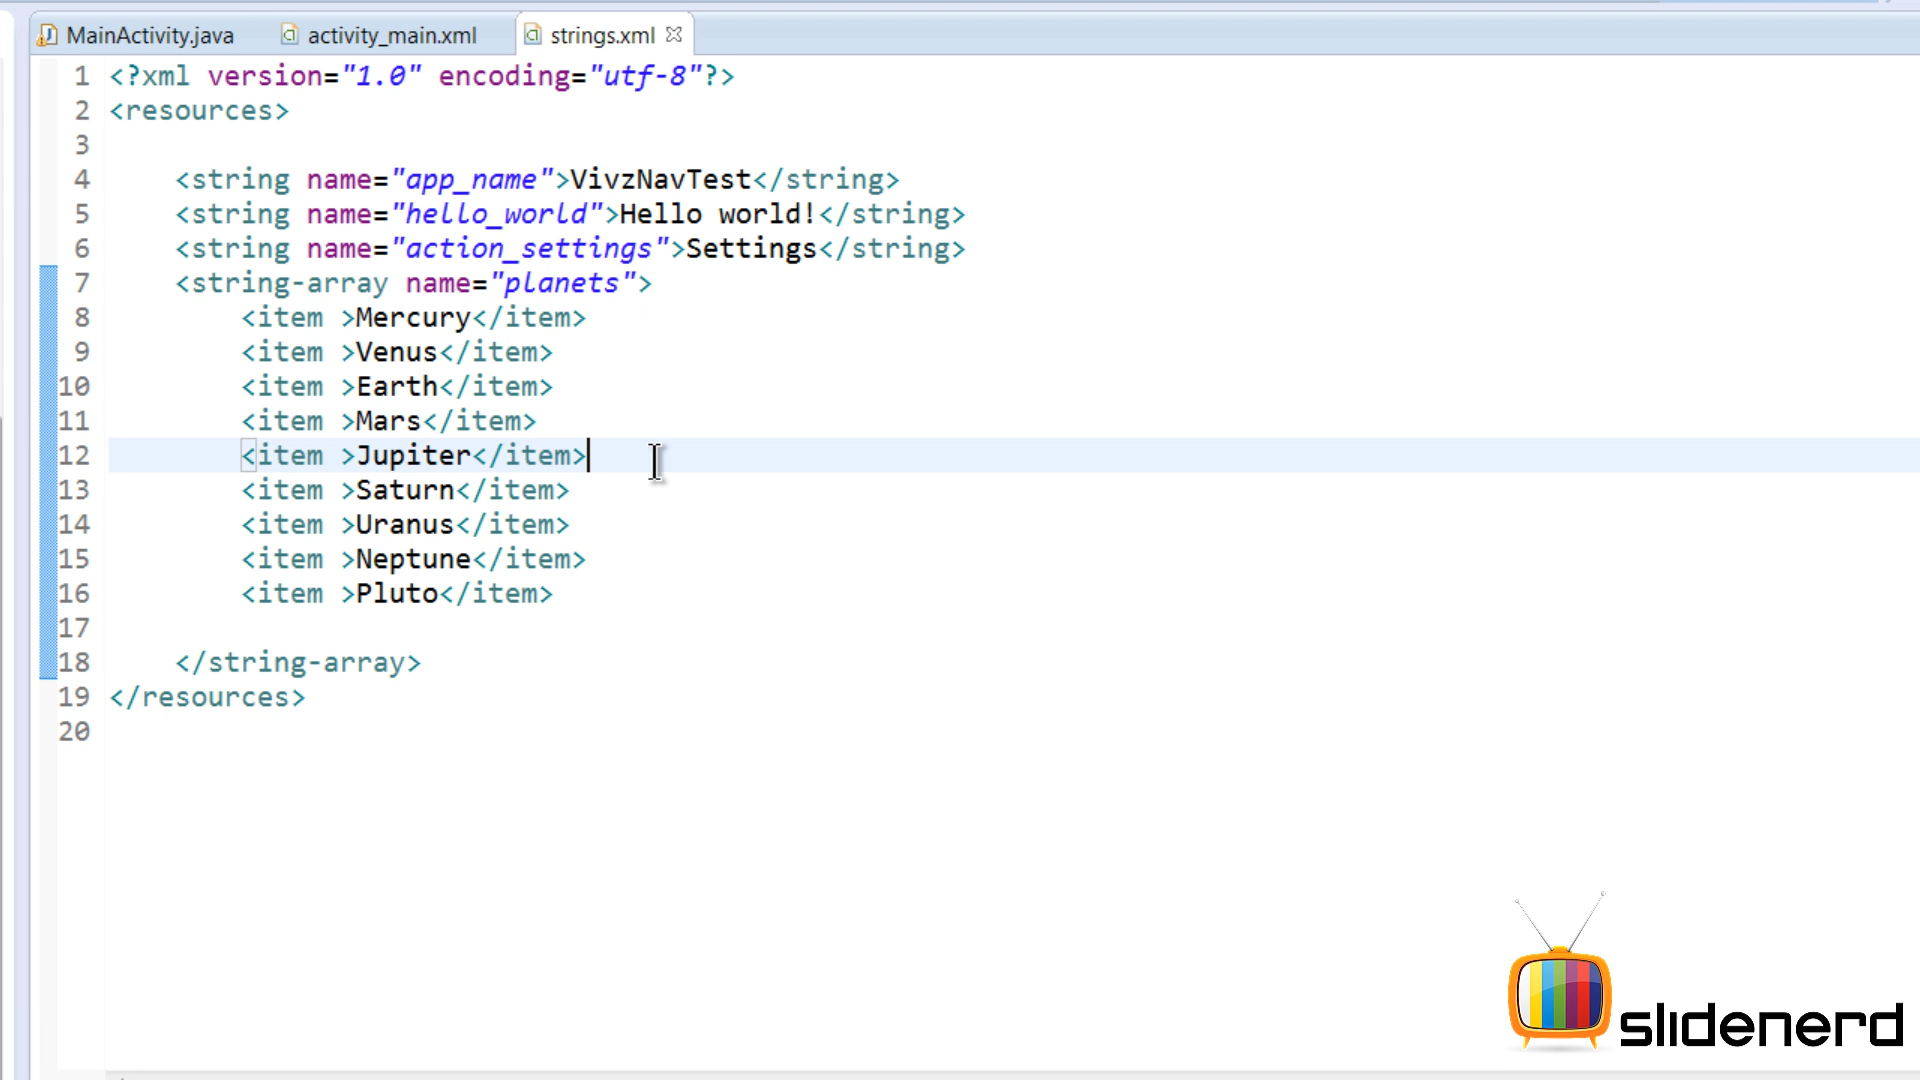 MainActivity.java activity_main.xml strings.xml
1 <?xml version="1.0" encoding="utf-8"?>
2 <resources>
3
4 <string name="app_name">VivzNavTest</string>
5 <string name="hello_world">Hello world!</string>
6 <string name="action_settings">Settings</string>
7 <string-array name="planets">
8 <item >Mercury</item>
9 <item >Venus</item>
10 <item >Earth</item>
11 <item >Mars</item>
12 <item >Jupiter</item>
13 <item >Saturn</item>
14 <item >Uranus</item>
15 <item >Neptune</item>
16 <item >Pluto</item>
17
18 </string-array>
19 </resources>
20
slidenerd